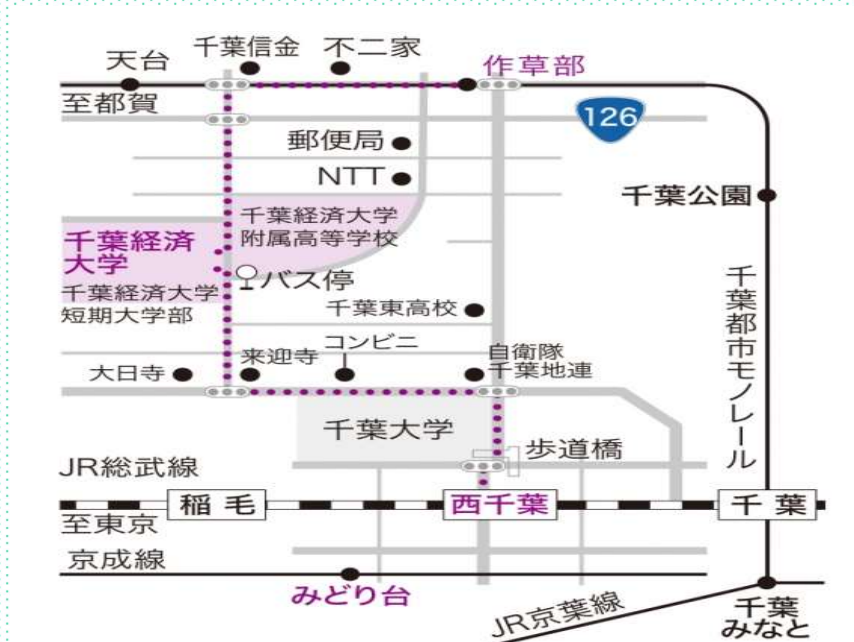 千葉信金
不二家
天台
作草部
至都賀
126
郵便局
NTT
千葉公園
千葉経済大学
附属高等学校
千葉経済
大学
バス停
千葉経済大学
短期大学部
千葉東高校
千葉都市モノレール
コンビニ
来迎寺
自衛隊
千葉地連
大日寺
千葉大学
歩道橋
JR総武線
稲毛
西千葉
千葉
至東京
京成線
みどり台
JR京葉線
千葉
みなと